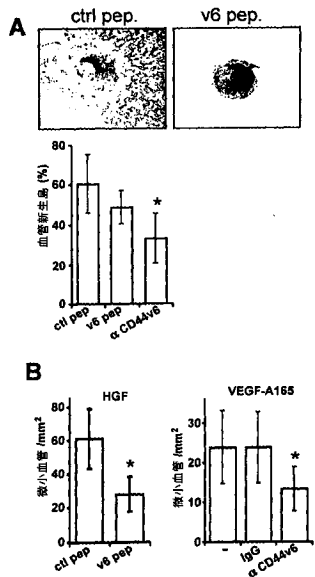 A
ctrl pep.
v6 pep.
80
60
40
20
0
血管新生島 (%)
*
ctl pep
v6 pep
α CD44v6
B
HGF
80
60
40
20
0
微小血管 /mm²
*
ctl pep
v6 pep
VEGF-A165
30
20
10
0
微小血管 /mm²
*
-
IgG
α CD44v6